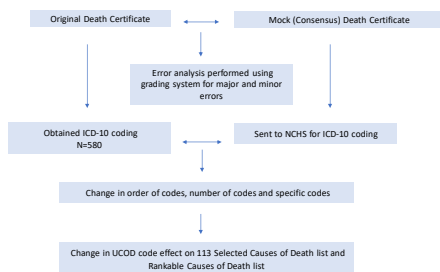 Original Death Certificate
Mock (Consensus) Death Certificate
Error analysis performed using
grading system for major and minor
errors
Obtained ICD-10 coding
N=580
Sent to NCHS for ICD-10 coding
Change in order of codes, number of codes and specific codes
Change in UCOD code effect on 113 Selected Causes of Death list and
Rankable Causes of Death list